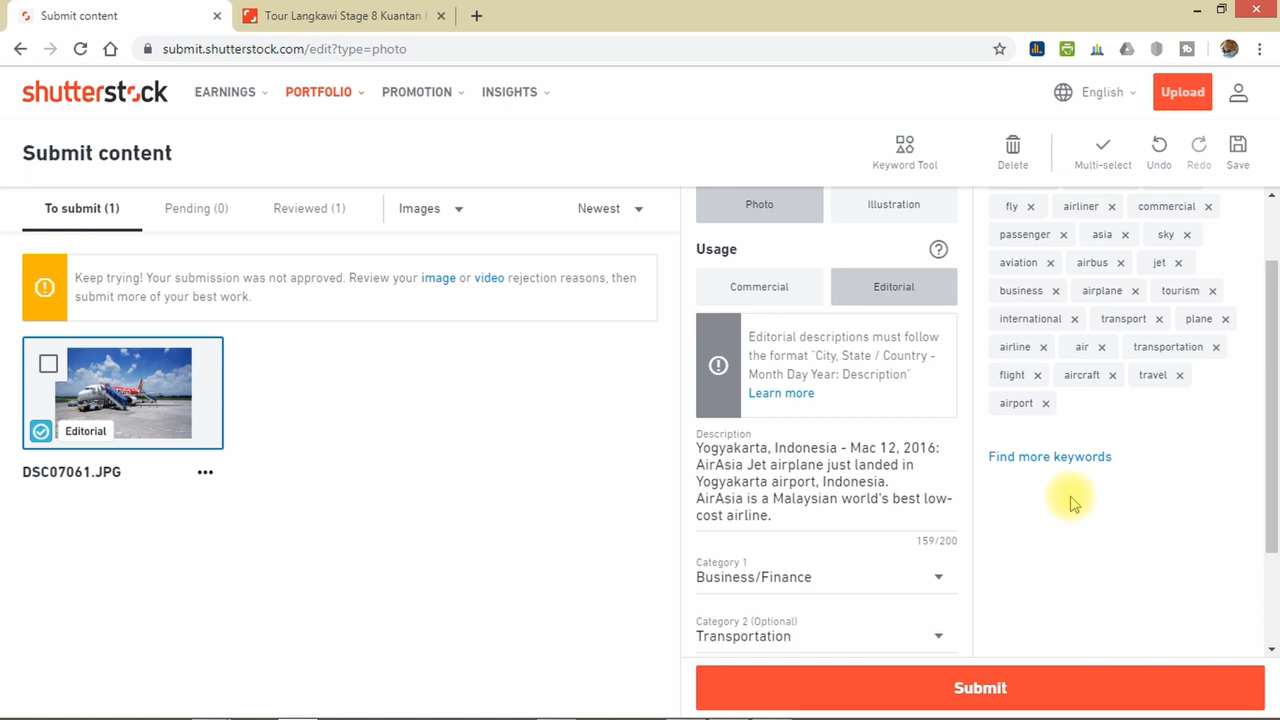 Submit content
Tour Langkawi Stage 8 Kuantan
submit.shutterstock.com/edit?type=photo
shutterstock
EARNINGS
PORTFOLIO
PROMOTION
INSIGHTS
English
Upload
Submit content
Keyword Tool
Delete
Multi-select
Undo
Redo
Save
To submit (1)
Pending (0)
Reviewed (1)
Images
Newest
Keep trying! Your submission was not approved. Review your image or video rejection reasons, then
submit more of your best work.
Editorial
DSC07061.JPG
Photo
Illustration
Usage
Commercial
Editorial
Editorial descriptions must follow
the format "City, State / Country -
Month Day Year: Description"
Learn more
Description
Yogyakarta, Indonesia - Mac 12, 2016:
AirAsia Jet airplane just landed in
Yogyakarta airport, Indonesia.
AirAsia is a Malaysian world's best low-
cost airline.
159/200
Category 1
Business/Finance
Category 2 (Optional)
Transportation
fly × airliner × commercial ×
passenger × asia × sky ×
aviation × airbus × jet ×
business × airplane × tourism ×
international × transport × plane ×
airline × air × transportation ×
flight × aircraft × travel ×
airport ×
Find more keywords
Submit